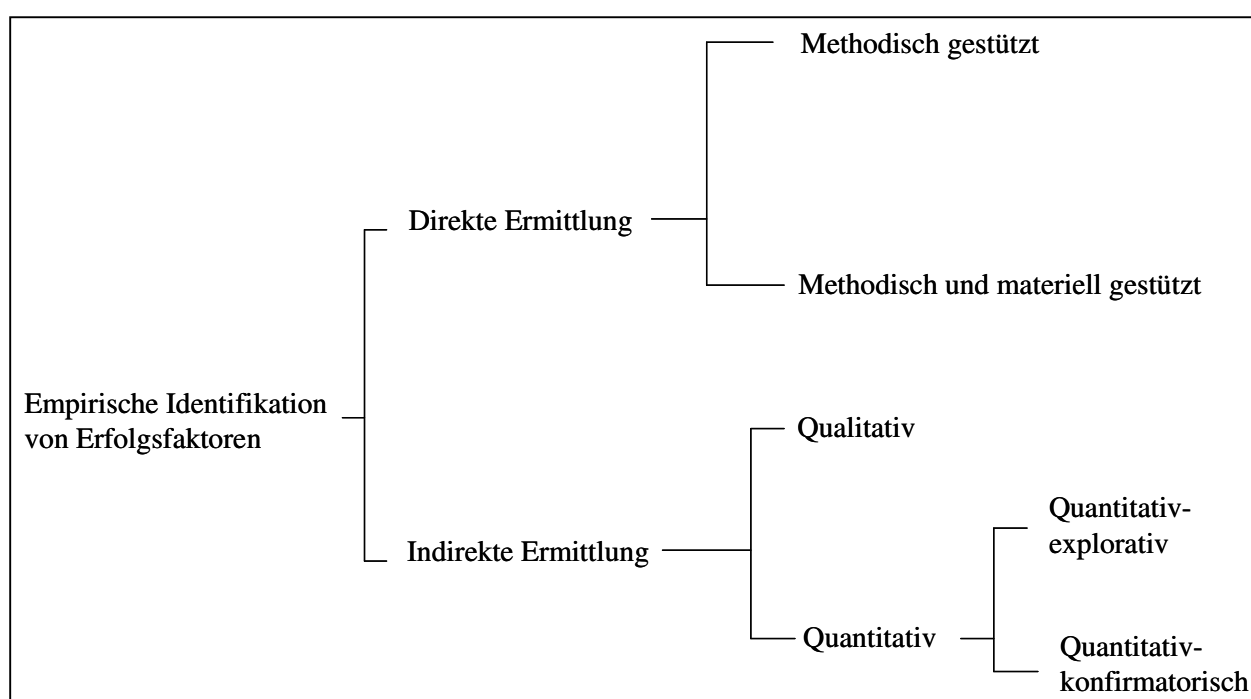 Methodisch gestützt
Direkte Ermittlung
Methodisch und materiell gestützt
Empirische Identifikation
von Erfolgsfaktoren
Qualitativ
Indirekte Ermittlung
Quantitativ-
explorativ
Quantitativ
Quantitativ-
konfirmatorisch